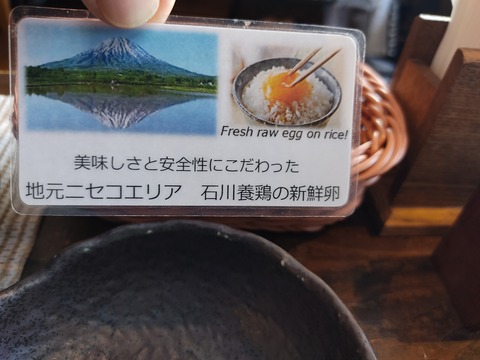 Fresh raw egg on rice!
美味しさと安全性にこだわった
地元ニセコエリア　石川養鶏の新鮮卵